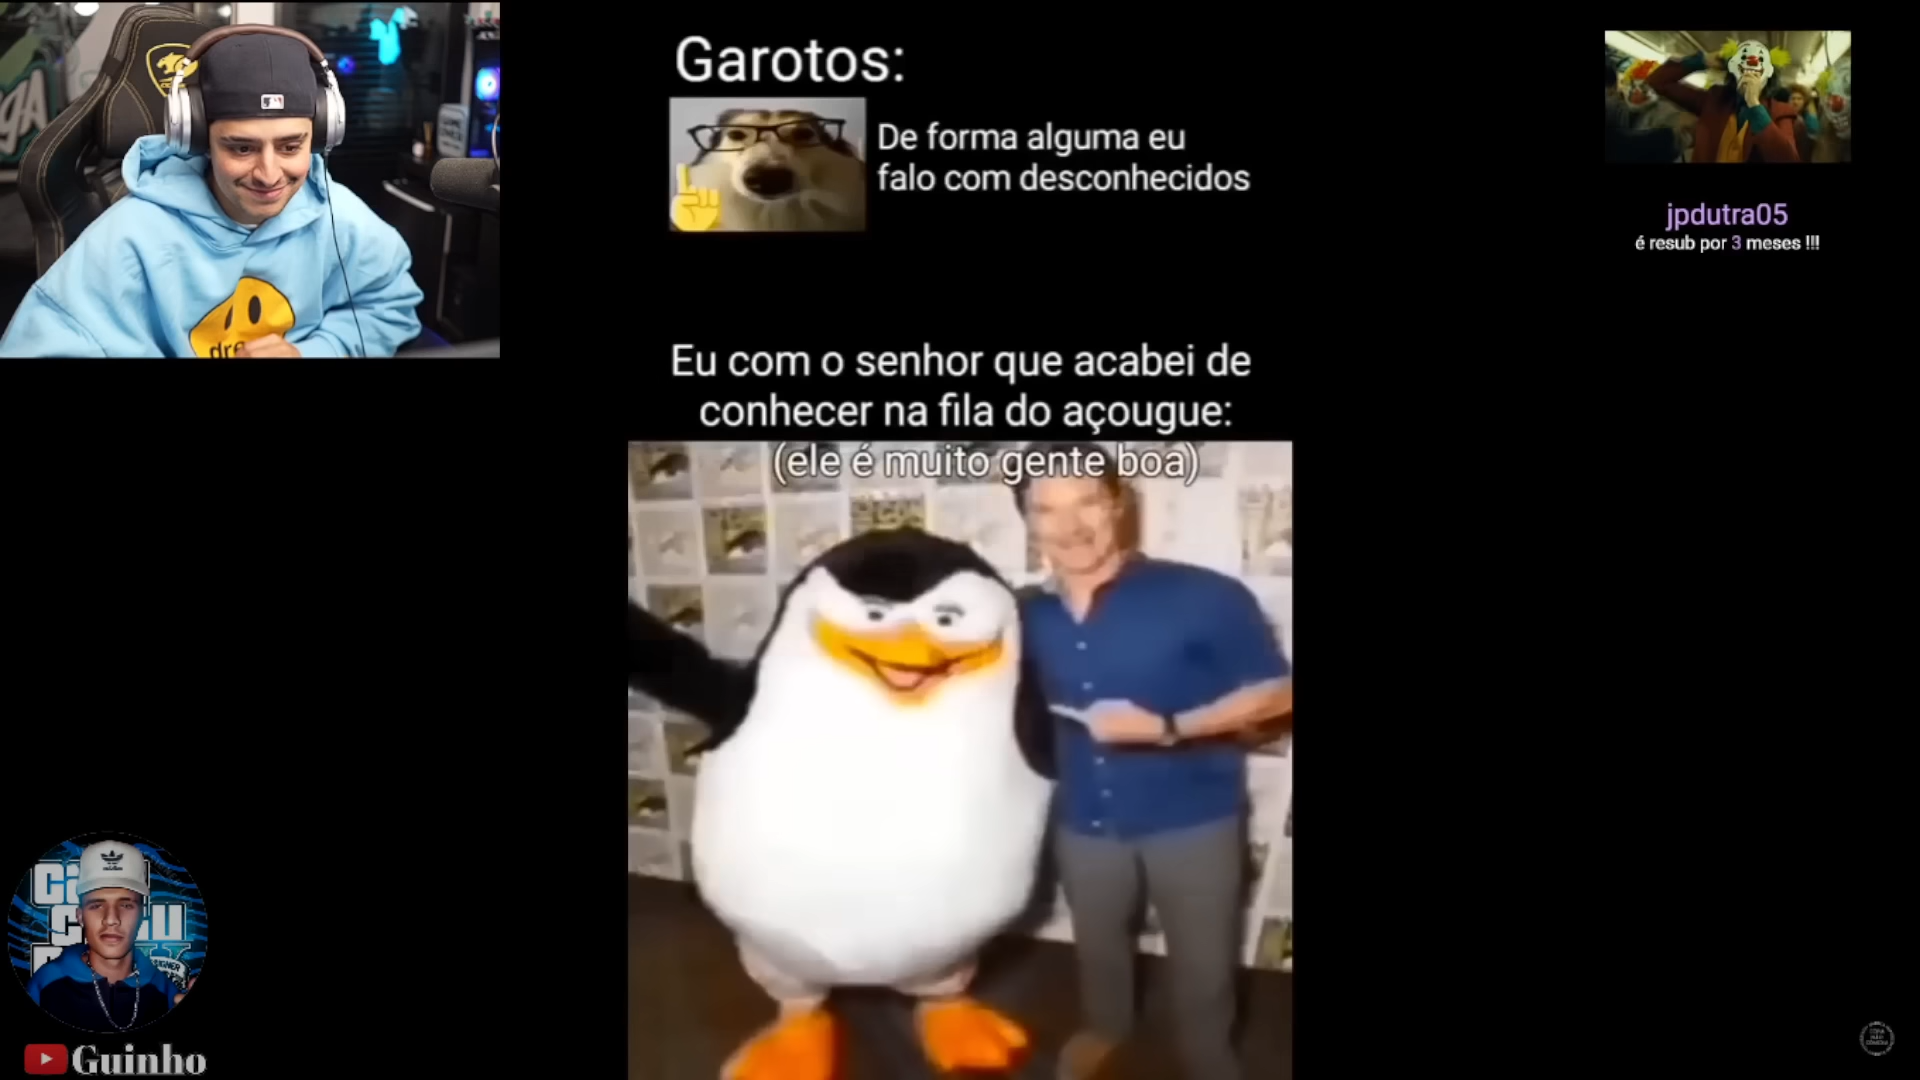 Garotos:
De forma alguma eu
falo com desconhecidos
jpdutra05
é resub por 3 meses !!!
Eu com o senhor que acabei de
conhecer na fila do açougue:
(ele é muito gente boa)
dre
Guinho